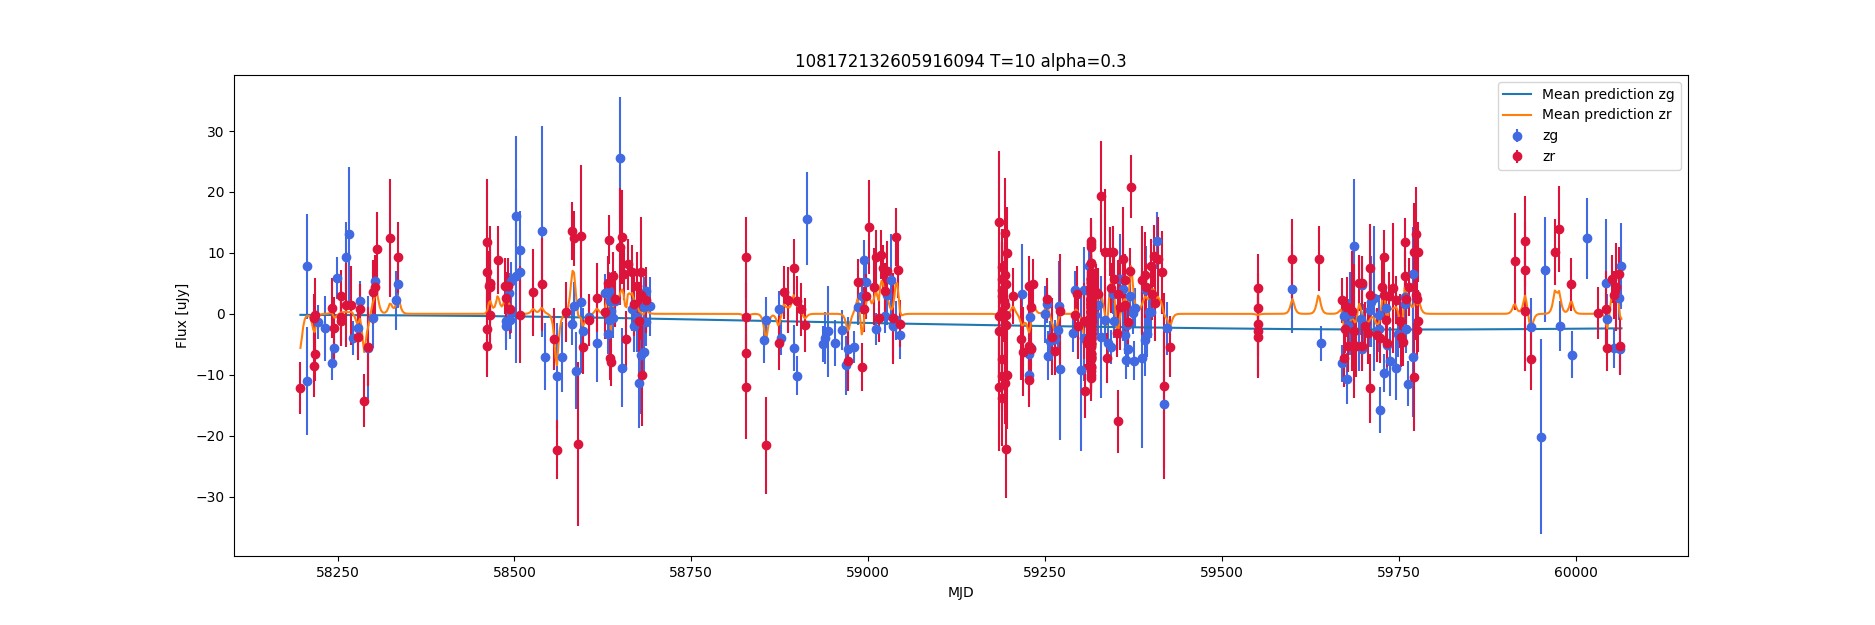 108172132605916094 T=10 alpha=0.3
Mean prediction zg
Mean prediction zr
zg
zr
Flux [uJy]
30
20
10
0
−10
−20
−30
58250 58500 58750 59000 59250 59500 59750 60000
MJD